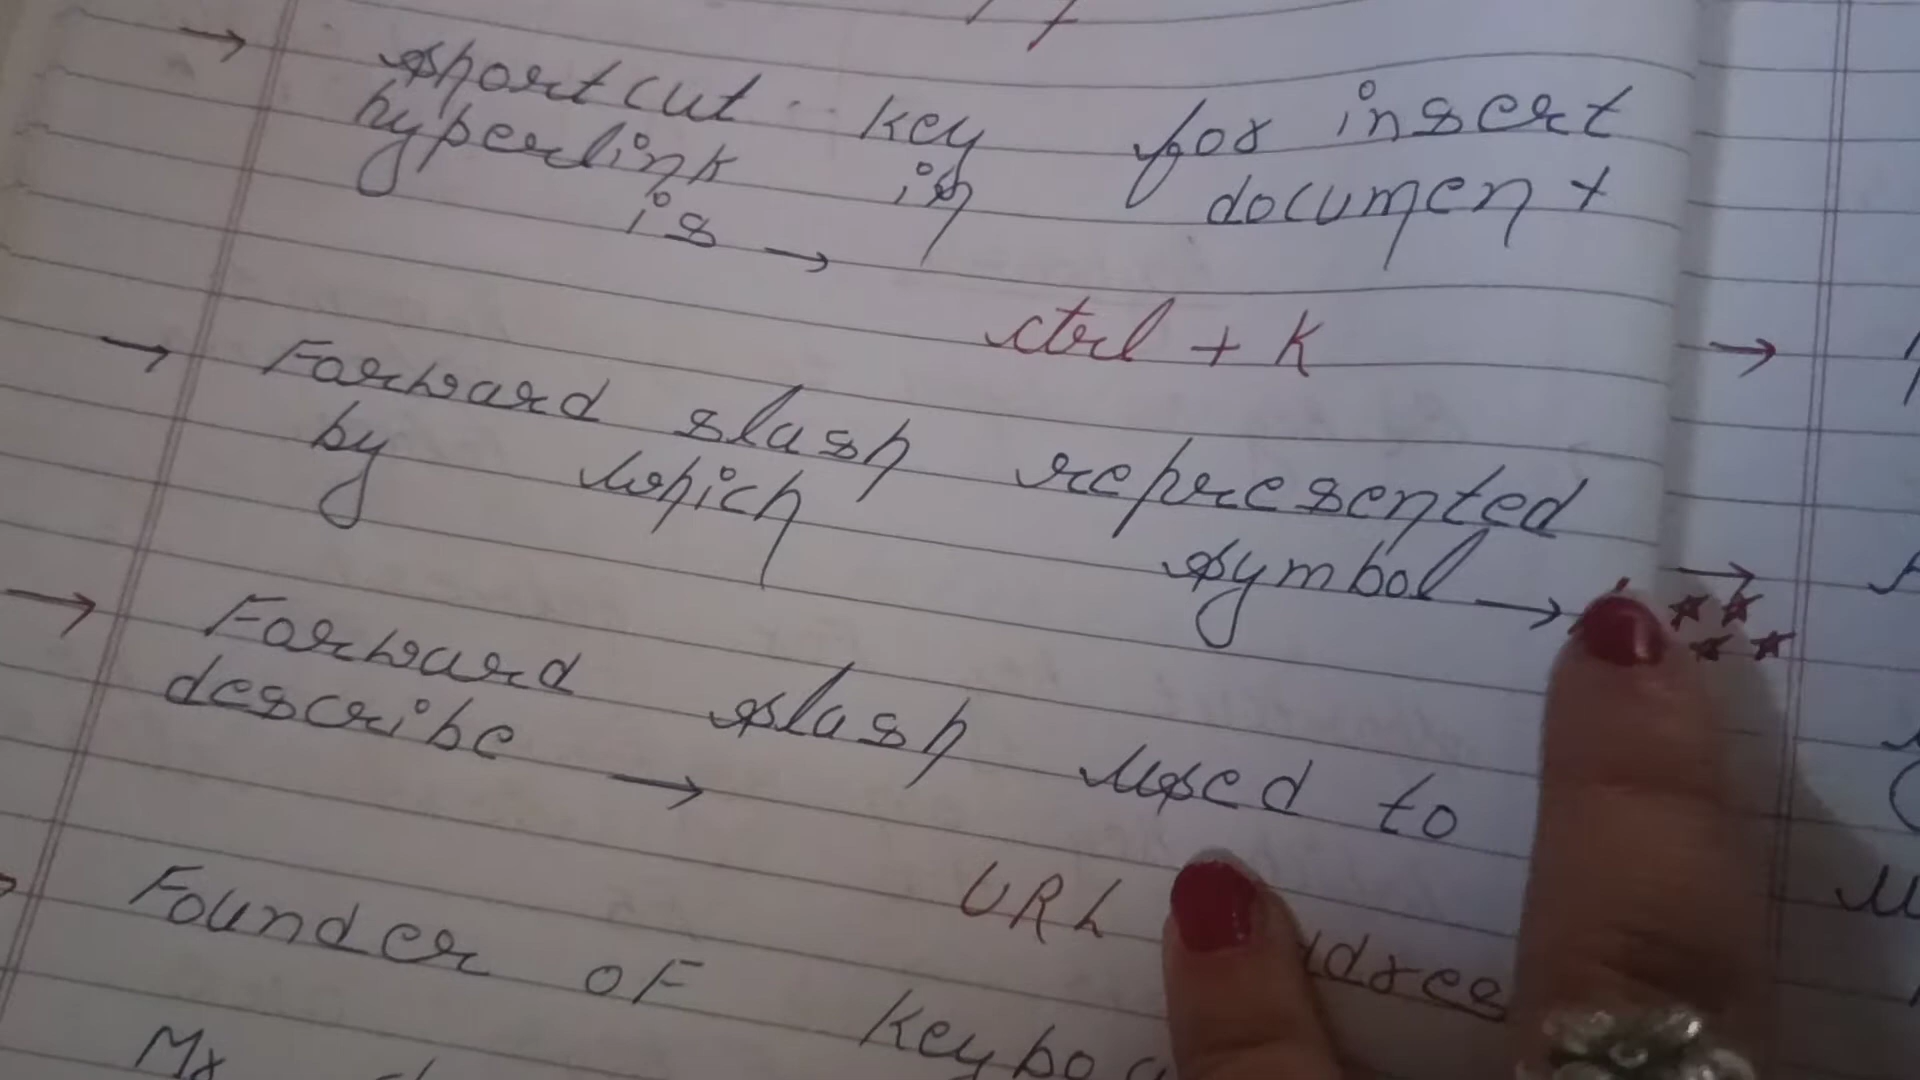 → shortcut key for insert
hyperlink in document
is →
ctrl + K
→ Forward slash represented
by which symbol →
→ Forward slash used to
describe →
URL
Founder of
Mr